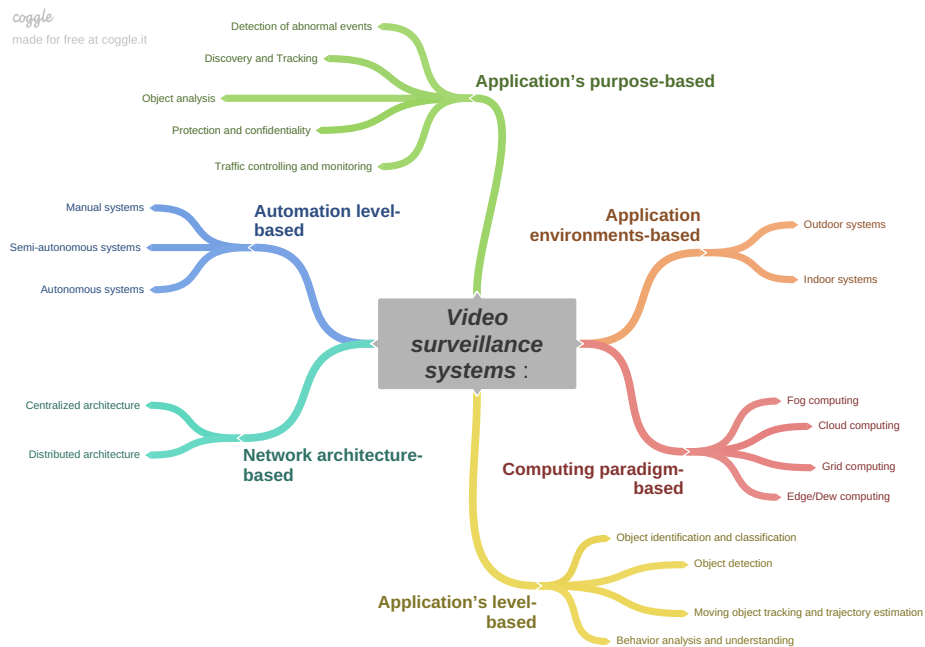 coggle
made for free at coggle.it
Detection of abnormal events
Discovery and Tracking
Object analysis
Protection and confidentiality
Traffic controlling and monitoring
Application’s purpose-based
Manual systems
Semi-autonomous systems
Autonomous systems
Automation level-
based
Application
environments-based
Outdoor systems
Indoor systems
Video
surveillance
systems :
Centralized architecture
Distributed architecture
Network architecture-
based
Computing paradigm-
based
Fog computing
Cloud computing
Grid computing
Edge/Dew computing
Application’s level-
based
Object identification and classification
Object detection
Moving object tracking and trajectory estimation
Behavior analysis and understanding